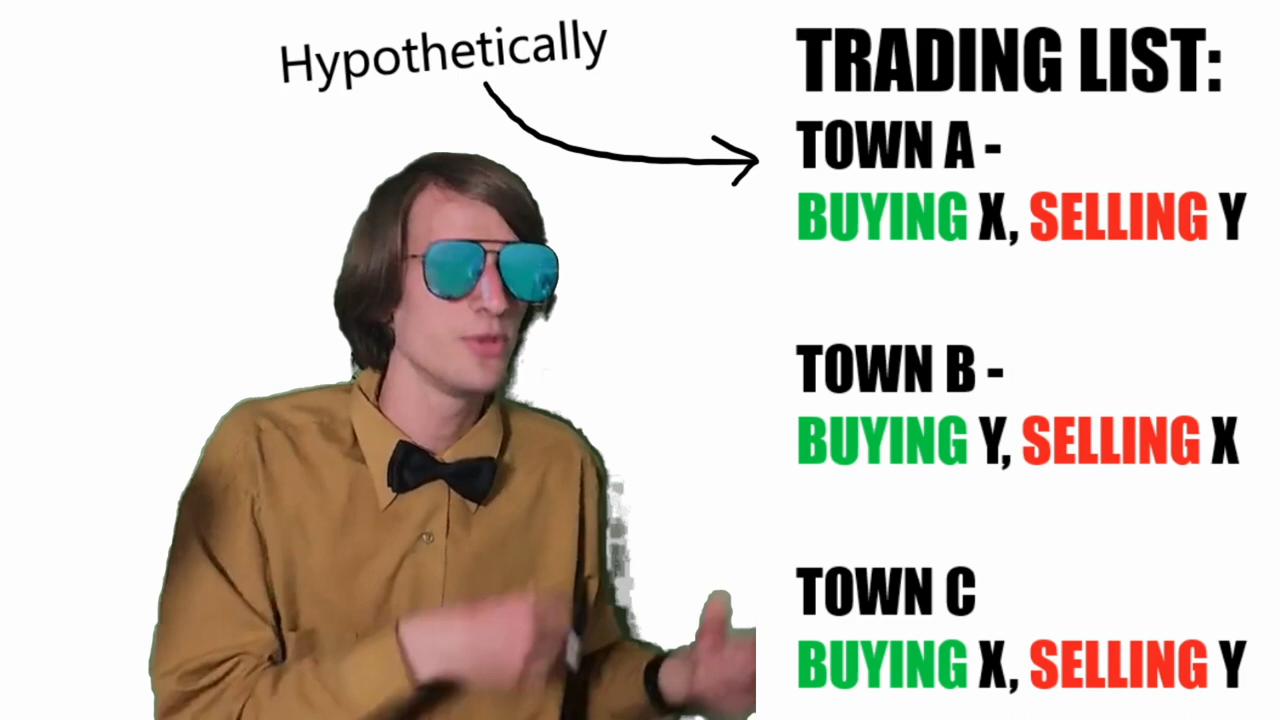 Hypothetically
TRADING LIST:
TOWN A -
BUYING X, SELLING Y
TOWN B -
BUYING Y, SELLING X
TOWN C
BUYING X, SELLING Y